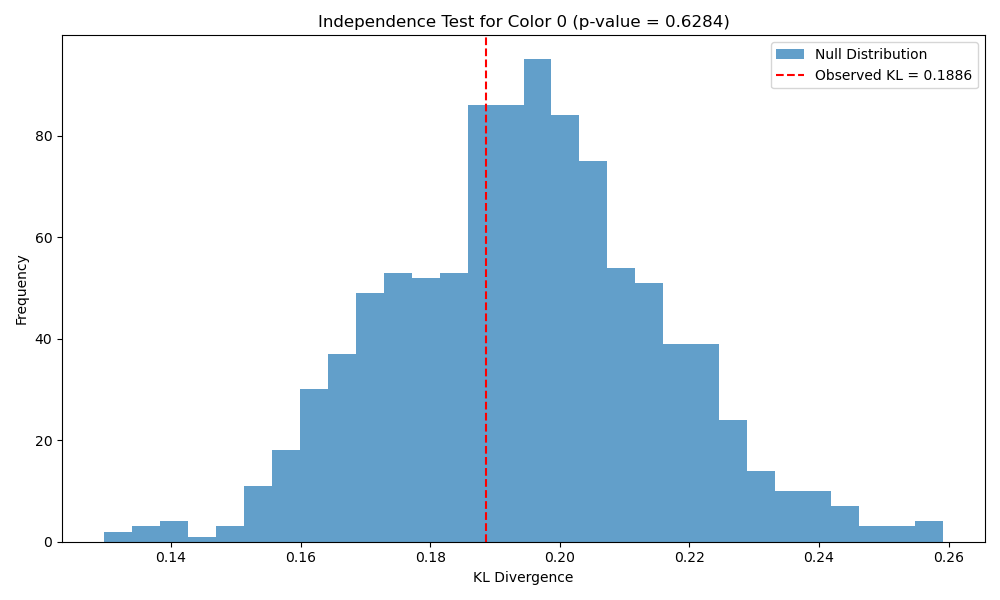 Independence Test for Color 0 (p-value = 0.6284)
Null Distribution
Observed KL = 0.1886
Frequency
80
60
40
20
0
0.14 0.16 0.18 0.20 0.22 0.24 0.26
KL Divergence